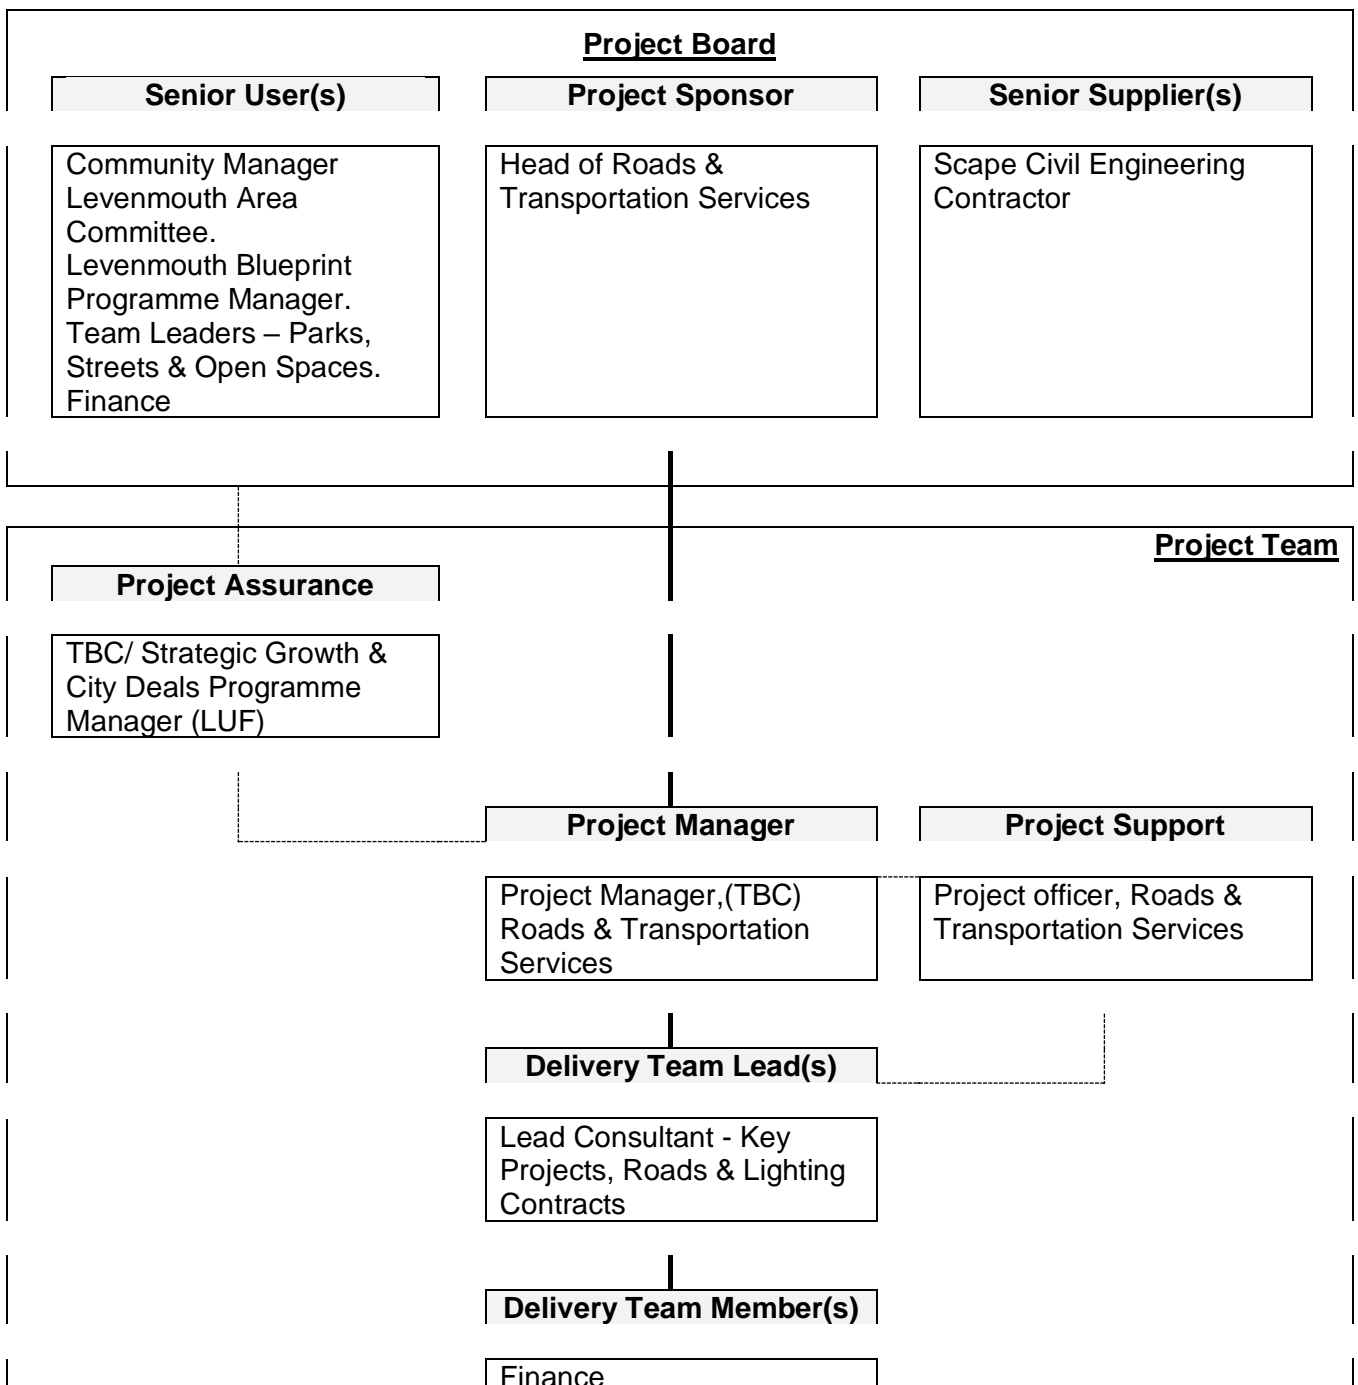 Project Board
Senior User(s)
Project Sponsor
Senior Supplier(s)
Community Manager
Levenmouth Area
Committee.
Levenmouth Blueprint
Programme Manager.
Team Leaders – Parks,
Streets & Open Spaces.
Finance
Head of Roads &
Transportation Services
Scape Civil Engineering
Contractor
Project Team
Project Assurance
TBC/ Strategic Growth &
City Deals Programme
Manager (LUF)
Project Manager
Project Support
Project Manager,(TBC)
Roads & Transportation
Services
Project officer, Roads &
Transportation Services
Delivery Team Lead(s)
Lead Consultant - Key
Projects, Roads & Lighting
Contracts
Delivery Team Member(s)
Finance